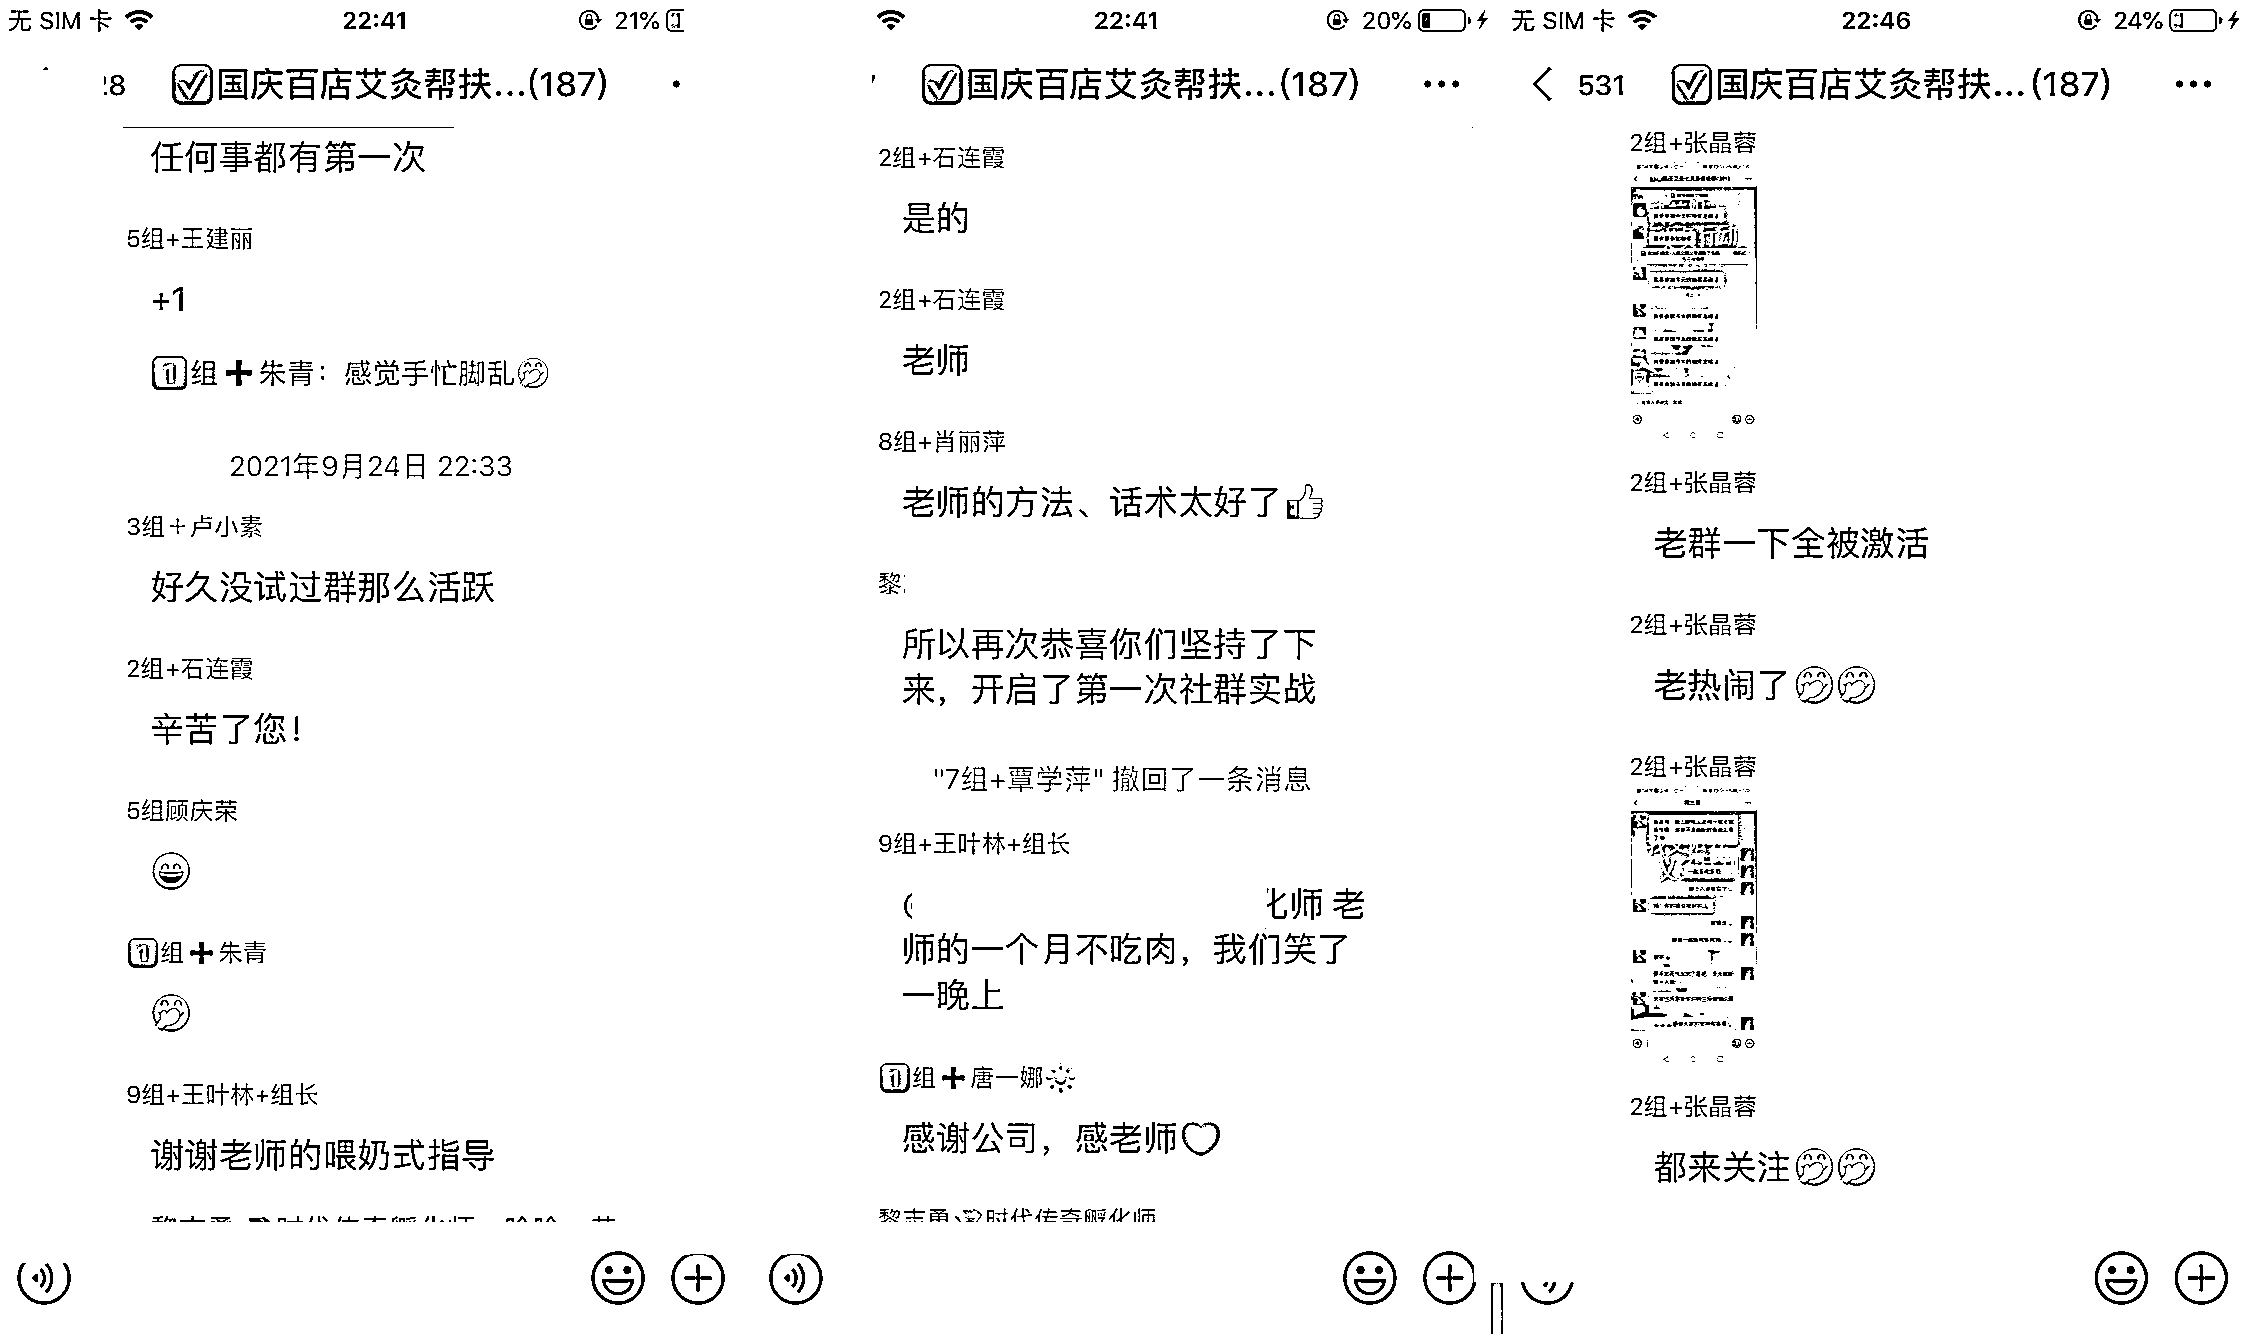 无 SIM 卡 22:41 21%
国庆百店艾灸帮扶...(187)
任何事都有第一次
5组+王建丽
+1
组➕朱青：感觉手忙脚乱🤭
2021年9月24日 22:33
3组＋卢小素
好久没试过群那么活跃
2组+石连霞
辛苦了您！
5组顾庆荣
😄
组➕朱青
🤭
9组+王叶林+组长
谢谢老师的喂奶式指导
22:41 20%
国庆百店艾灸帮扶...(187)
2组+石连霞
是的
2组+石连霞
老师
8组+肖丽萍
老师的方法、话术太好了👍
黎
所以再次恭喜你们坚持了下
来，开启了第一次社群实战
"7组+覃学萍" 撤回了一条消息
9组+王叶林+组长
师 老
师的一个月不吃肉，我们笑了
一晚上
组➕唐一娜
感谢公司，感老师
黎志勇 时代传奇孵化师
无 SIM 卡 22:46 24%
531 国庆百店艾灸帮扶...(187)
2组+张晶蓉
2组+张晶蓉
老群一下全被激活
2组+张晶蓉
老热闹了🤭🤭
2组+张晶蓉
2组+张晶蓉
都来关注🤭🤭